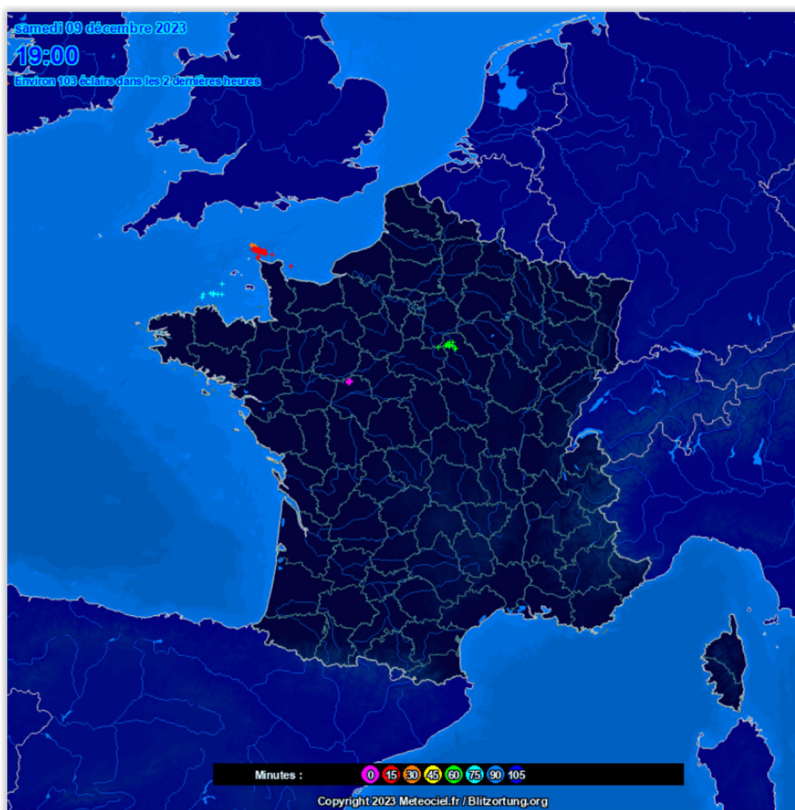 samedi 09 décembre 2023
19:00
Environ 103 éclairs dans les 2 dernières heures
Minutes : 0 15 30 45 60 75 90 105
Copyright 2023 Meteociel.fr / Blitzortung.org